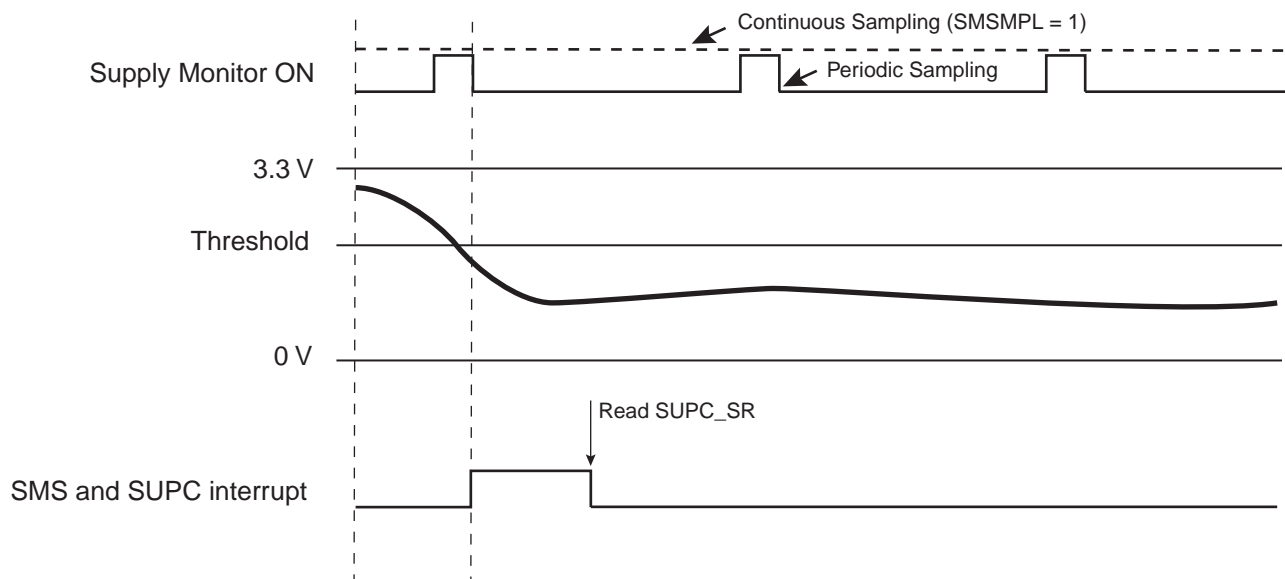 Continuous Sampling (SMSMPL = 1)
Supply Monitor ON
Periodic Sampling
3.3 V
Threshold
0 V
Read SUPC_SR
SMS and SUPC interrupt